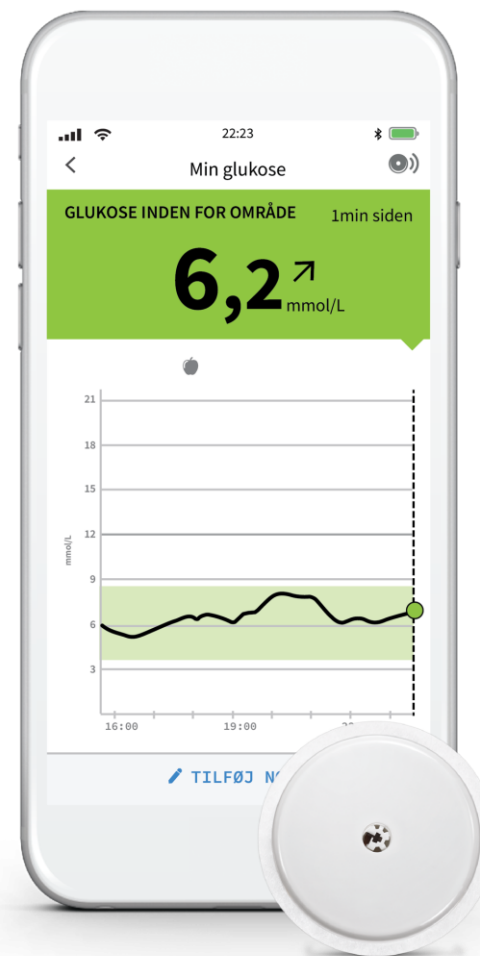 22:23
Min glukose
GLUKOSE INDEN FOR OMRÅDE
1min siden
6,2
mmol/L
21
18
15
12
9
6
3
mmol/L
16:00
19:00
TILFØJ